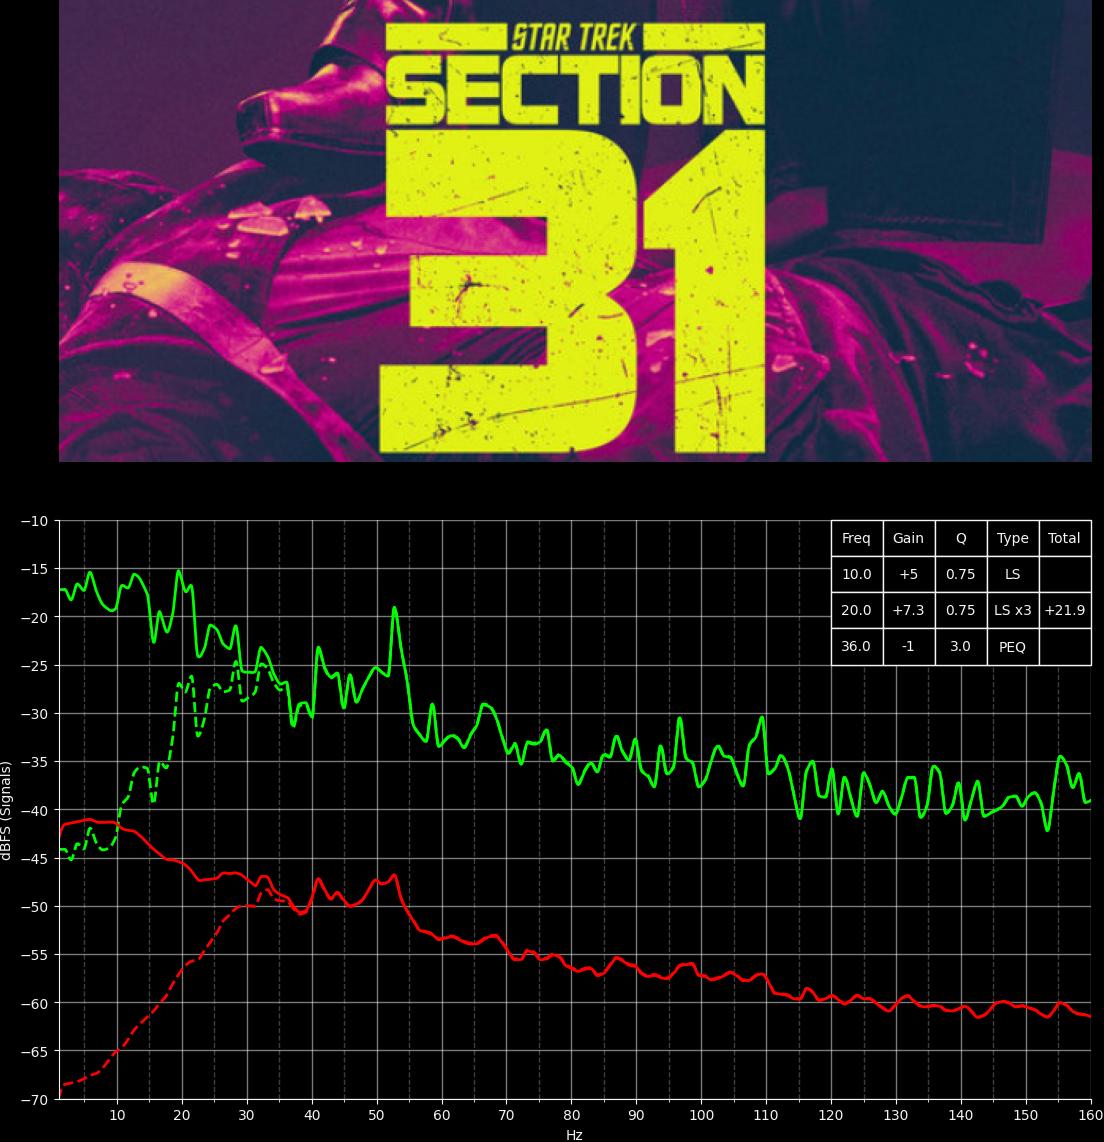 STAR TREK
SECTION
31
−10
−15
−20
−25
−30
−35
−40
−45
−50
−55
−60
−65
−70
dBFS (Signals)
Freq Gain Q Type Total
10.0 +5 0.75 LS
20.0 +7.3 0.75 LS x3 +21.9
36.0 -1 3.0 PEQ
10 20 30 40 50 60 70 80 90 100 110 120 130 140 150 160
Hz